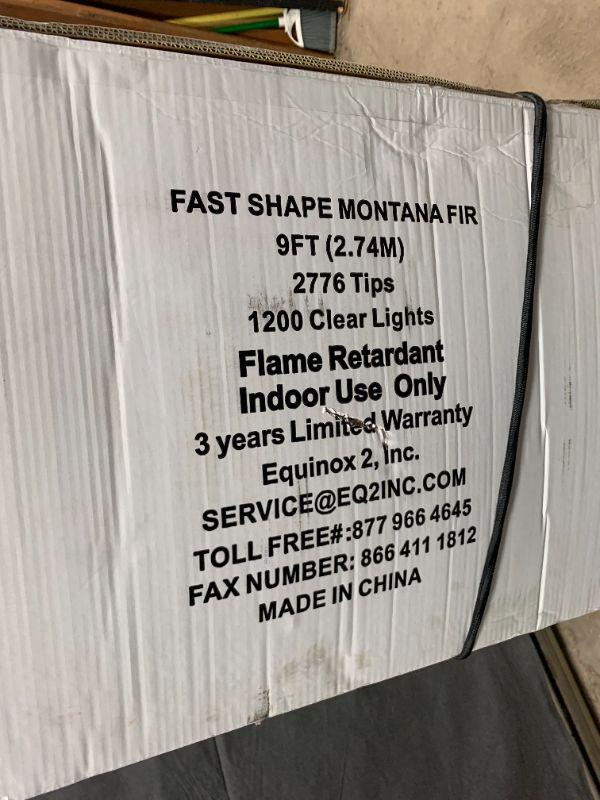 FAST SHAPE MONTANA FIR
9FT (2.74M)
2776 Tips
1200 Clear Lights
Flame Retardant
Indoor Use Only
3 years Limited Warranty
Equinox 2, Inc.
SERVICE@EQ2INC.COM
TOLL FREE#:877 966 4645
FAX NUMBER: 866 411 1812
MADE IN CHINA